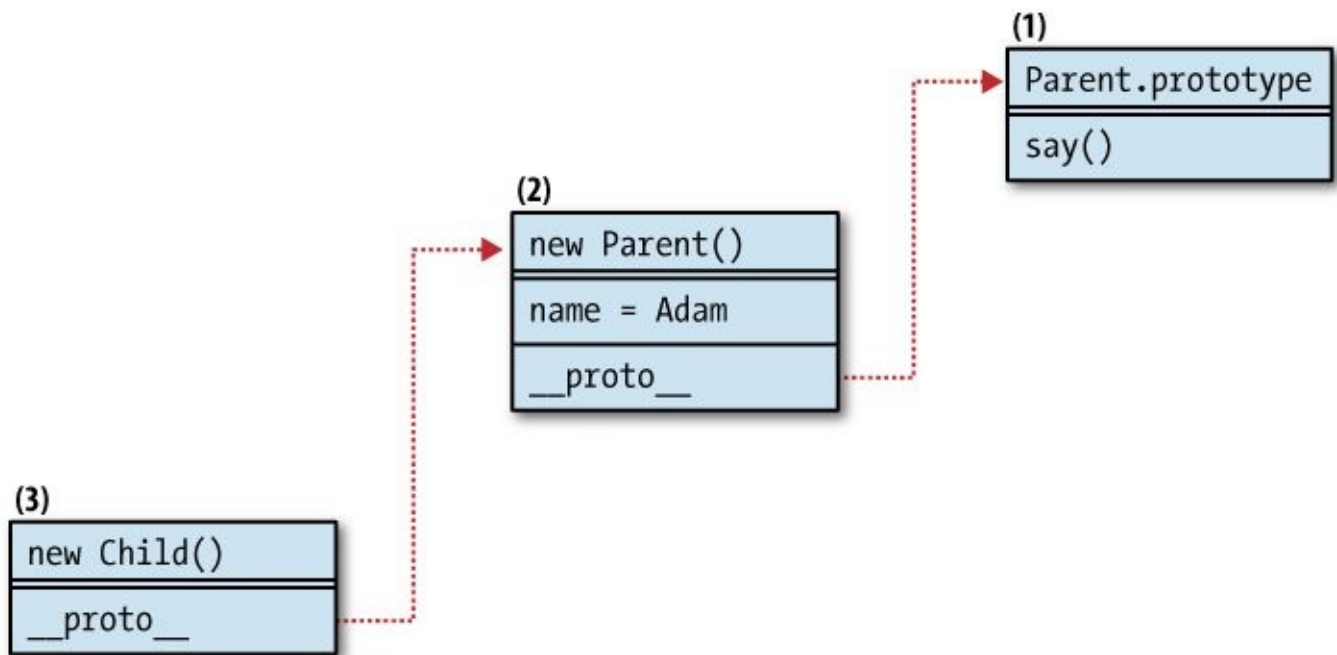 (1)
Parent.prototype
say()
(2)
new Parent()
name = Adam
__proto__
(3)
new Child()
__proto__